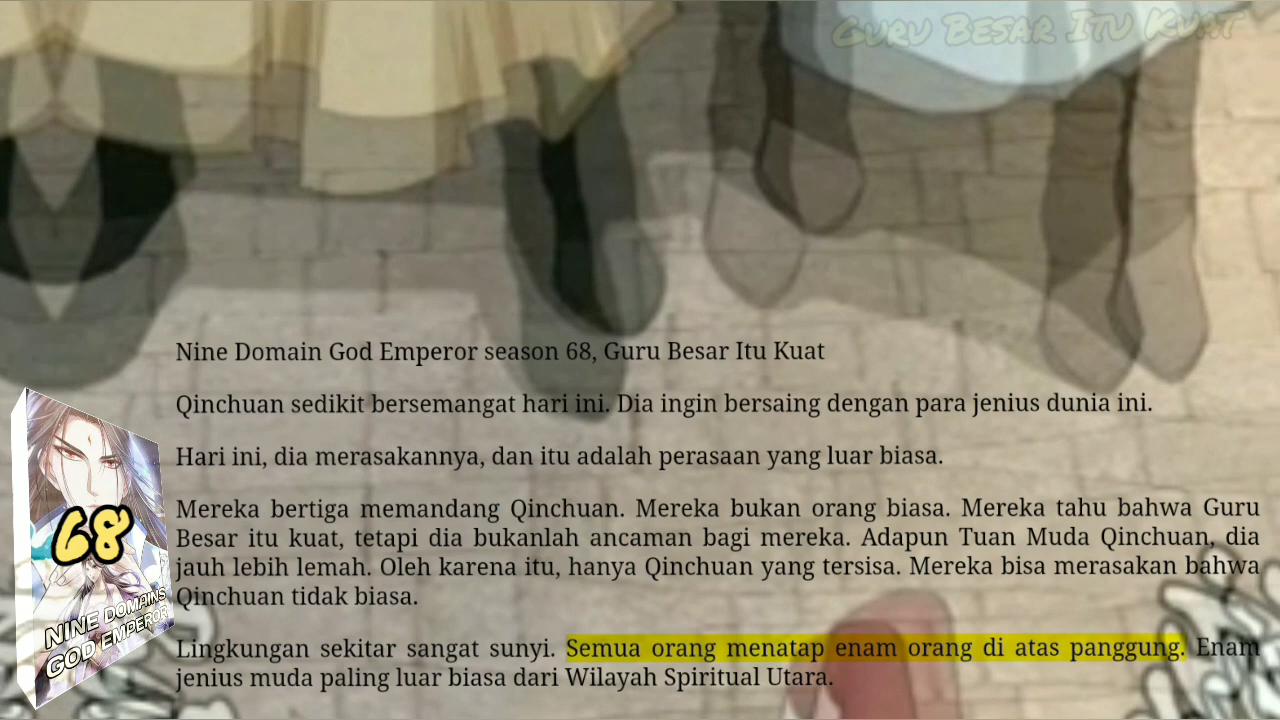 Guru Besar Itu Kuat
Nine Domain God Emperor season 68, Guru Besar Itu Kuat
Qinchuan sedikit bersemangat hari ini. Dia ingin bersaing dengan para jenius dunia ini.
Hari ini, dia merasakannya, dan itu adalah perasaan yang luar biasa.
Mereka bertiga memandang Qinchuan. Mereka bukan orang biasa. Mereka tahu bahwa Guru
Besar itu kuat, tetapi dia bukanlah ancaman bagi mereka. Adapun Tuan Muda Qinchuan, dia
jauh lebih lemah. Oleh karena itu, hanya Qinchuan yang tersisa. Mereka bisa merasakan bahwa
Qinchuan tidak biasa.
Lingkungan sekitar sangat sunyi. Semua orang menatap enam orang di atas panggung. Enam
jenius muda paling luar biasa dari Wilayah Spiritual Utara.
68
NINE DOMAINS
GOD EMPEROR